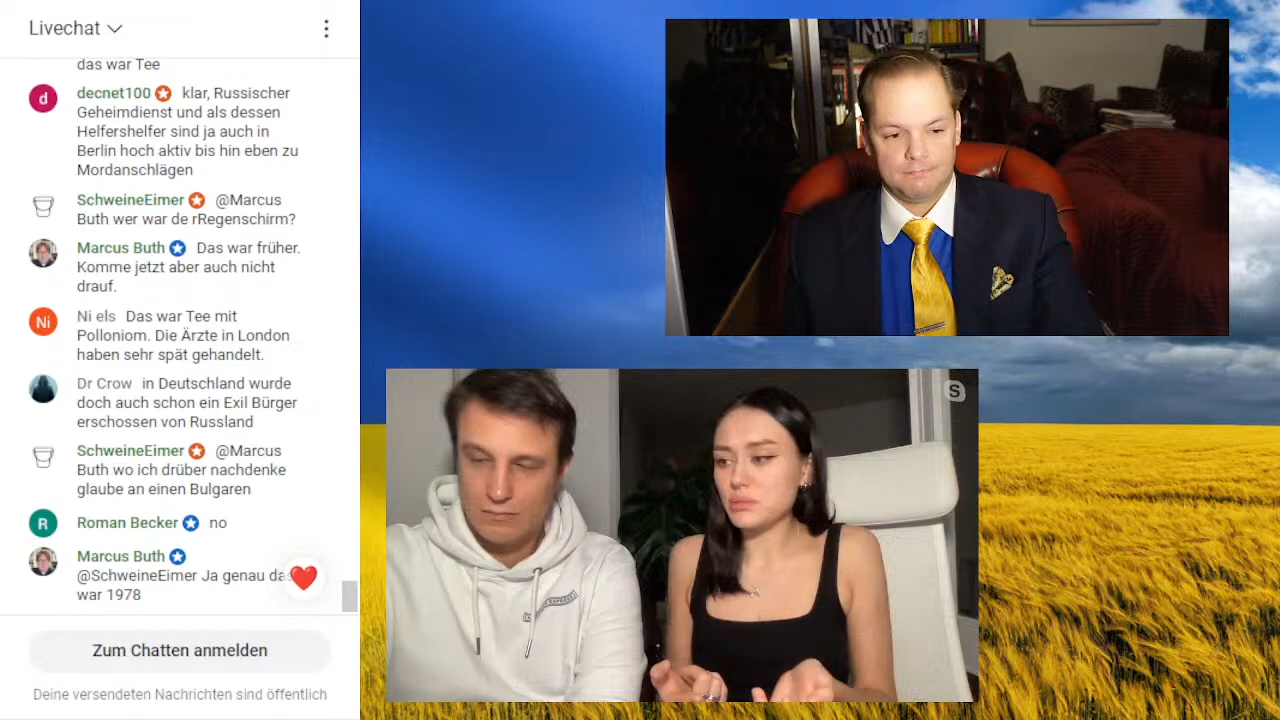 Livechat
das war Tee
d
decnet100 klar, Russischer
Geheimdienst und als dessen
Helfershelfer sind ja auch in
Berlin hoch aktiv bis hin eben zu
Mordanschlägen
SchweineEimer @Marcus
Buth wer war de rRegenschirm?
Marcus Buth Das war früher.
Komme jetzt aber auch nicht
drauf.
Ni
Ni els Das war Tee mit
Polloniom. Die Ärzte in London
haben sehr spät gehandelt.
Dr Crow in Deutschland wurde
doch auch schon ein Exil Bürger
erschossen von Russland
SchweineEimer @Marcus
Buth wo ich drüber nachdenke
glaube an einen Bulgaren
R
Roman Becker no
Marcus Buth
@SchweineEimer Ja genau
war 1978
Zum Chatten anmelden
Deine versendeten Nachrichten sind öffentlich
S